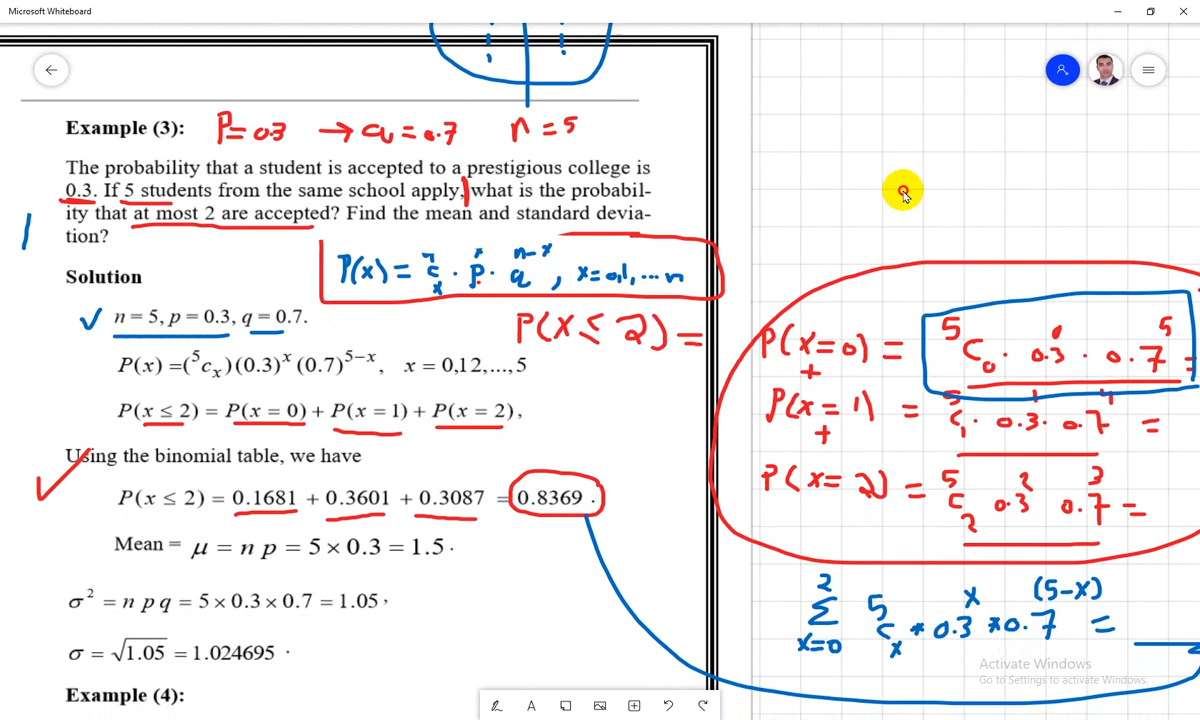 Microsoft Whiteboard
Example (3): P=0.3 → q=0.7 n=5
The probability that a student is accepted to a prestigious college is
0.3. If 5 students from the same school apply, what is the probabil-
ity that at most 2 are accepted? Find the mean and standard devia-
tion?
P(x) = ⁿCₓ · pˣ · qⁿ⁻ˣ, x=0,1,...n
Solution
n = 5, p = 0.3, q = 0.7.
P(X ≤ 2) =
P(x) =(⁵cₓ)(0.3)ˣ (0.7)⁵⁻ˣ, x = 0,12,...,5
P(x ≤ 2) = P(x = 0) + P(x = 1) + P(x = 2),
Using the binomial table, we have
P(x ≤ 2) = 0.1681 + 0.3601 + 0.3087 = 0.8369 .
Mean = μ = n p = 5 × 0.3 = 1.5 .
σ² = n p q = 5 × 0.3 × 0.7 = 1.05 ,
σ = √1.05 = 1.024695 .
Example (4):
P(x=0) = ⁵C₀ · 0.3⁰ · 0.7⁵ =
+
P(x=1) = ⁵C₁ · 0.3¹ · 0.7⁴ =
+
P(x=2) = ⁵C₂ 0.3² 0.7³ =
2
Σ ⁵Cₓ * 0.3ˣ * 0.7⁽⁵⁻ˣ⁾ =
x=0
Activate Windows
Go to Settings to activate Windows.
A